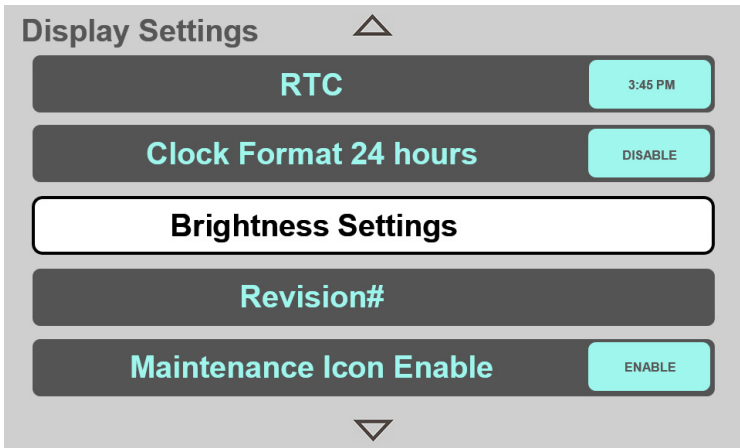 Display Settings
RTC 3:45 PM
Clock Format 24 hours DISABLE
Brightness Settings
Revision#
Maintenance Icon Enable ENABLE